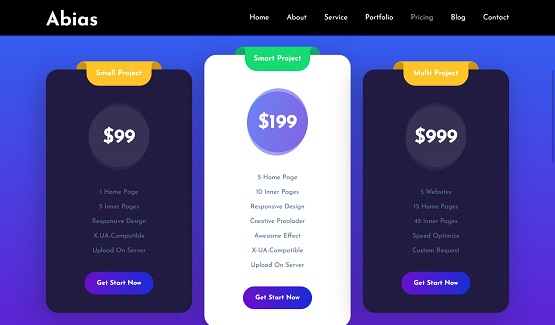 Abias
Home About Service Portfolio Pricing Blog Contact
Small Project
$99
1 Home Page
5 Inner Pages
Responsive Design
X-UA-Compatible
Upload On Server
Get Start Now
Smart Project
$199
5 Home Page
10 Inner Pages
Responsive Design
Creative Prealoder
Awesome Effect
X-UA-Compatible
Upload On Server
Get Start Now
Multi Project
$999
5 Websites
15 Home Pages
45 Inner Pages
Speed Optimize
Custom Request
Get Start Now